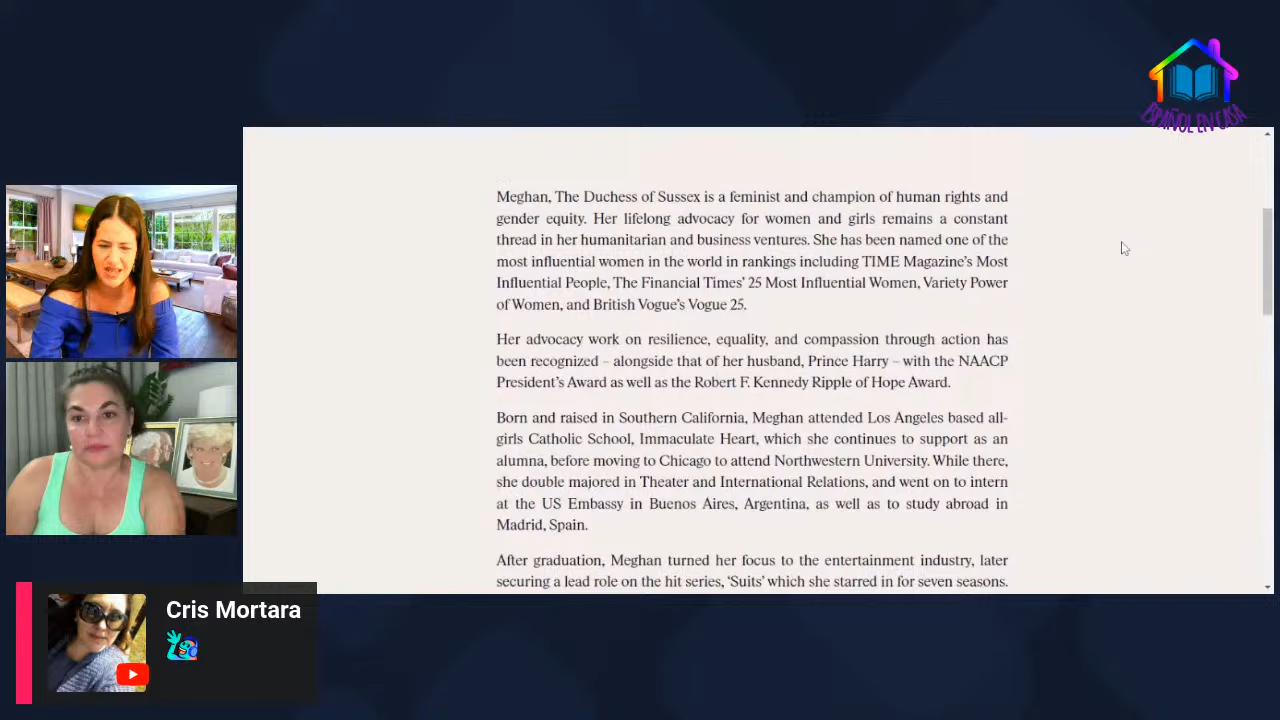 ESPAÑOL EN CASA
Meghan, The Duchess of Sussex is a feminist and champion of human rights and
gender equity. Her lifelong advocacy for women and girls remains a constant
thread in her humanitarian and business ventures. She has been named one of the
most influential women in the world in rankings including TIME Magazine's Most
Influential People, The Financial Times' 25 Most Influential Women, Variety Power
of Women, and British Vogue's Vogue 25.
Her advocacy work on resilience, equality, and compassion through action has
been recognized – alongside that of her husband, Prince Harry – with the NAACP
President's Award as well as the Robert F. Kennedy Ripple of Hope Award.
Born and raised in Southern California, Meghan attended Los Angeles based all-
girls Catholic School, Immaculate Heart, which she continues to support as an
alumna, before moving to Chicago to attend Northwestern University. While there,
she double majored in Theater and International Relations, and went on to intern
at the US Embassy in Buenos Aires, Argentina, as well as to study abroad in
Madrid, Spain.
After graduation, Meghan turned her focus to the entertainment industry, later
securing a lead role on the hit series, 'Suits' which she starred in for seven seasons.
Cris Mortara